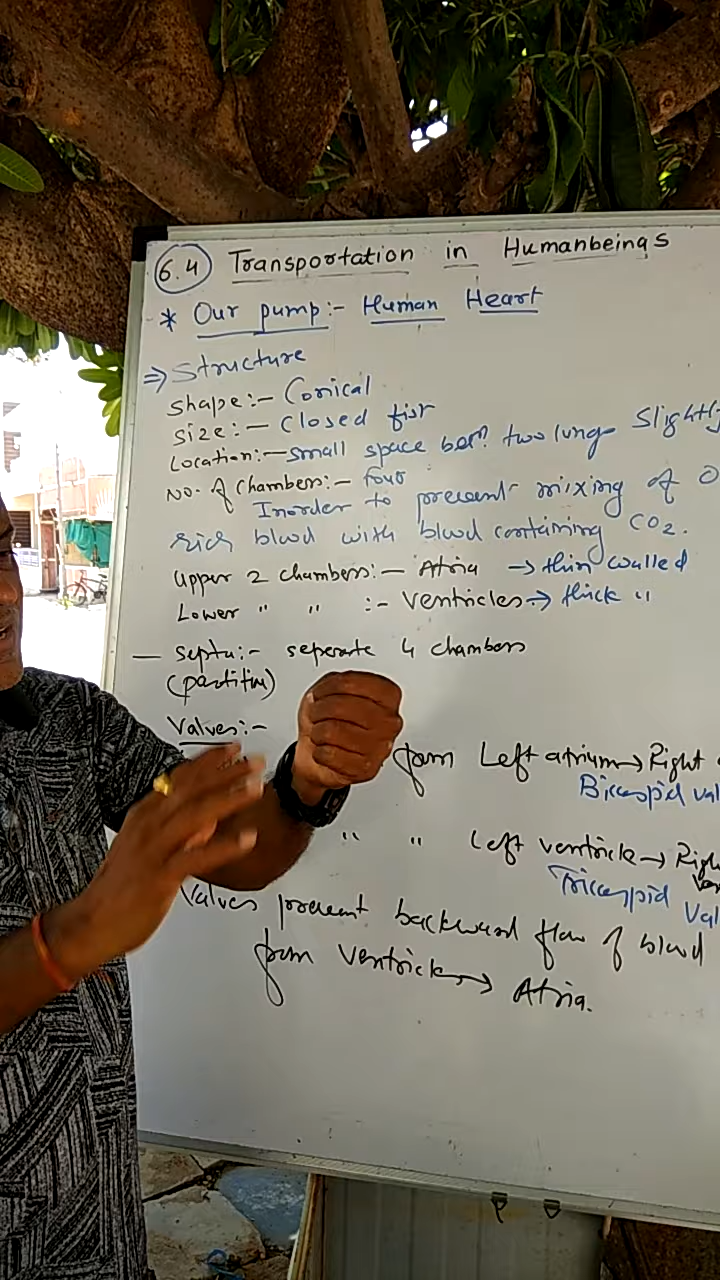 6.4 Transportation in Humanbeings
* Our pump:- Human Heart
⇒ Structure
Shape:- Conical
Size:- Closed fist
Location:- Small space betn two lungs Slightly
No. of Chambers:- four
Inorder to prevent mixing of O
rich blood with blood containing CO2.
Upper 2 chambers:- Atria → thin walled
Lower " " :- Ventricles → thick "
- Septa:- seperate 4 chambers
(partition)
Valves:-
from Left atrium → Right
Bicuspid val
" " Left ventricle → Righ
Tricuspid Val
Valves prevent backward flow of blood
from Ventricles → Atria.